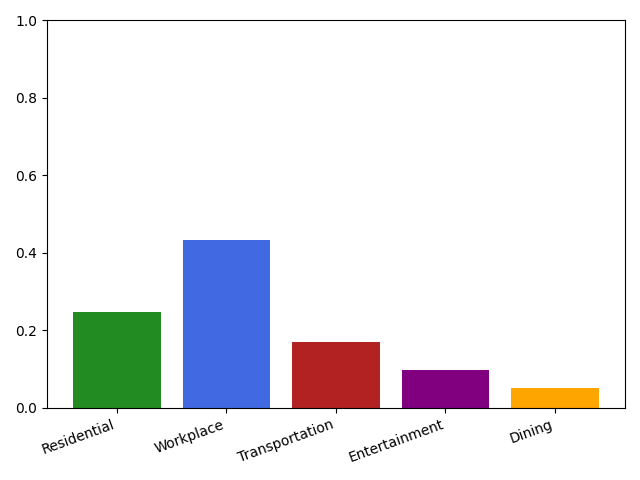 1.0
0.8
0.6
0.4
0.2
0.0
Residential
Workplace
Transportation
Entertainment
Dining